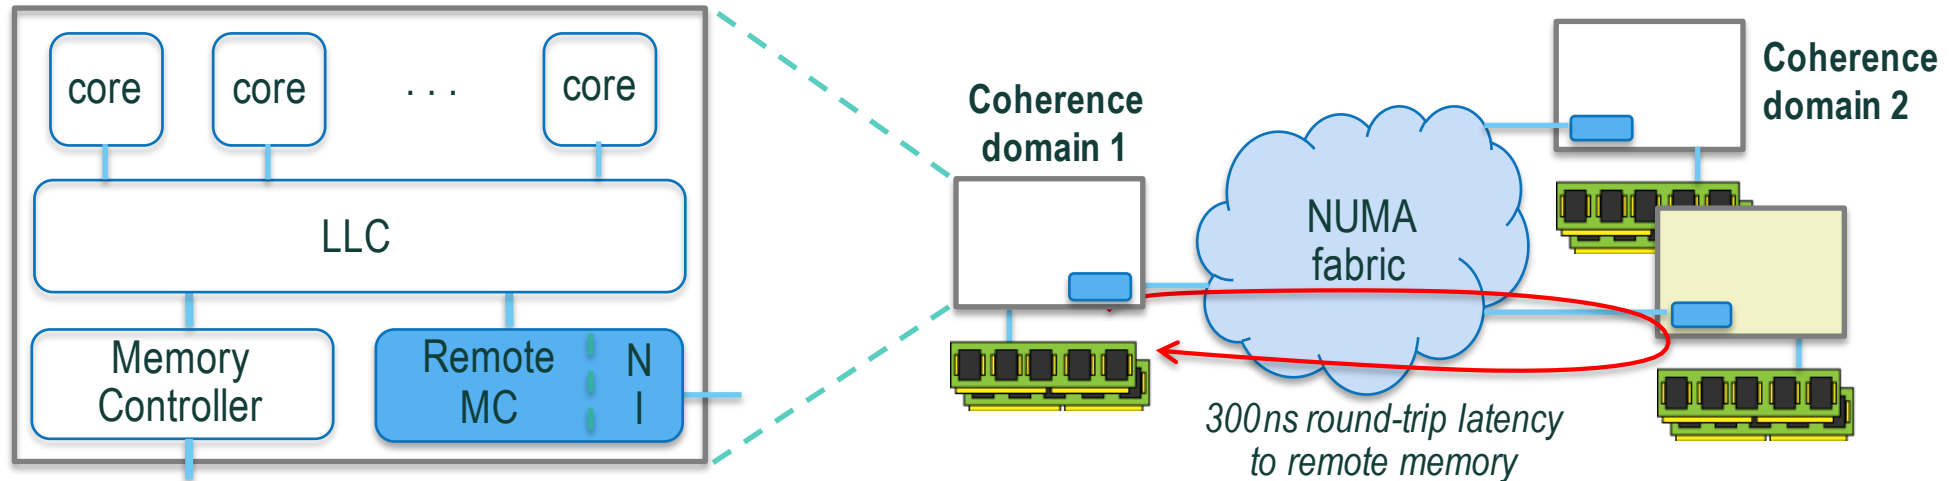 core
core
. . .
core
LLC
Memory
Controller
Remote
MC
N
I
Coherence
domain 1
NUMA
fabric
300ns round-trip latency
to remote memory
Coherence
domain 2